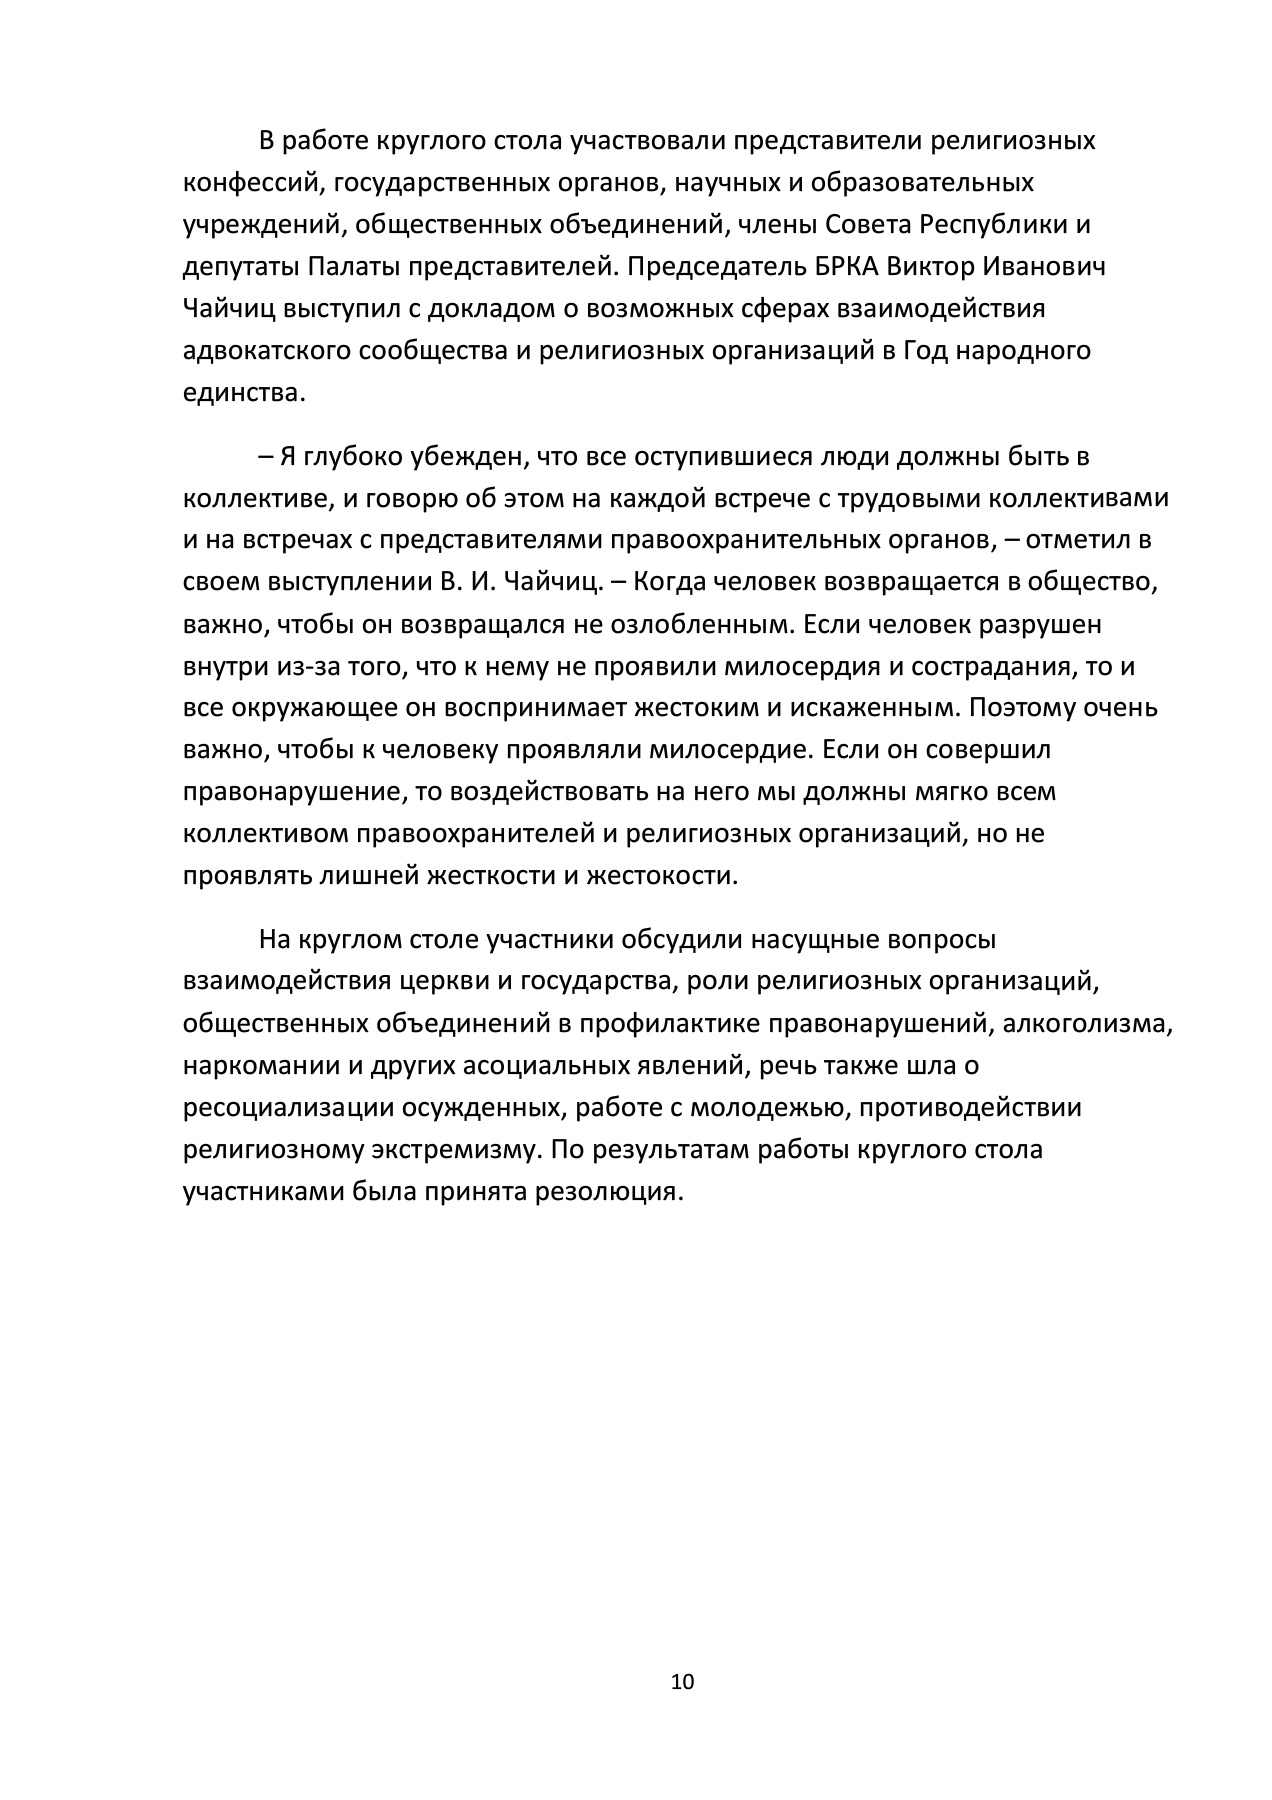 В работе круглого стола участвовали представители религиозных
конфессий, государственных органов, научных и образовательных
учреждений, общественных объединений, члены Совета Республики и
депутаты Палаты представителей. Председатель БРКА Виктор Иванович
Чайчиц выступил с докладом о возможных сферах взаимодействия
адвокатского сообщества и религиозных организаций в Год народного
единства.
– Я глубоко убежден, что все оступившиеся люди должны быть в
коллективе, и говорю об этом на каждой встрече с трудовыми коллективами
и на встречах с представителями правоохранительных органов, – отметил в
своем выступлении В. И. Чайчиц. – Когда человек возвращается в общество,
важно, чтобы он возвращался не озлобленным. Если человек разрушен
внутри из-за того, что к нему не проявили милосердия и сострадания, то и
все окружающее он воспринимает жестоким и искаженным. Поэтому очень
важно, чтобы к человеку проявляли милосердие. Если он совершил
правонарушение, то воздействовать на него мы должны мягко всем
коллективом правоохранителей и религиозных организаций, но не
проявлять лишней жесткости и жестокости.
На круглом столе участники обсудили насущные вопросы
взаимодействия церкви и государства, роли религиозных организаций,
общественных объединений в профилактике правонарушений, алкоголизма,
наркомании и других асоциальных явлений, речь также шла о
ресоциализации осужденных, работе с молодежью, противодействии
религиозному экстремизму. По результатам работы круглого стола
участниками была принята резолюция.
10